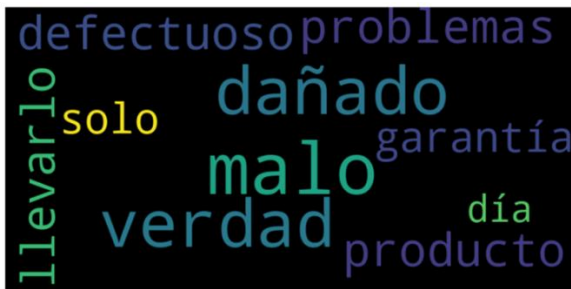 defectuoso problemas
dañado
solo
garantía
llevarlo
malo
día
verdad
producto